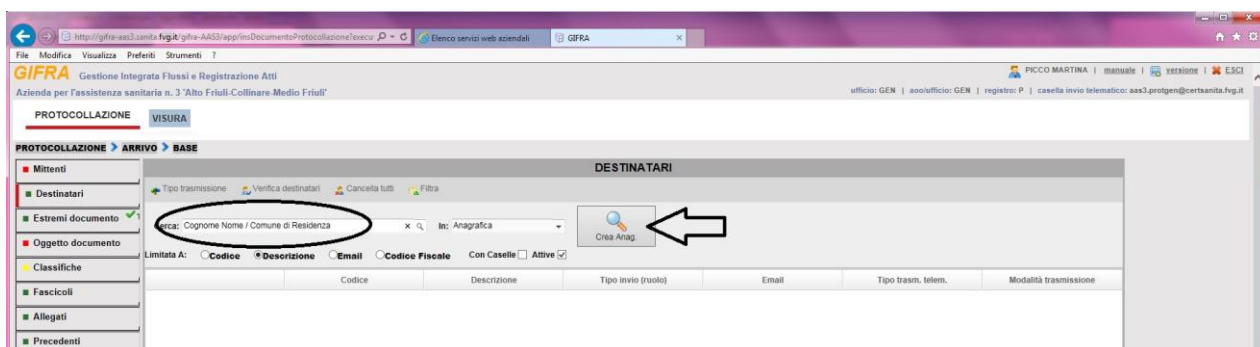 http://gifra-aas3.sanita.fvg.it/gifra-AAS3/app/insDocumentoProtocollazione?execu
Elenco servizi web aziendali
GIFRA
File Modifica Visualizza Preferiti Strumenti ?
GIFRA Gestione Integrata Flussi e Registrazione Atti
PICCO MARTINA | manuale | versione | ESCI
Azienda per l'assistenza sanitaria n. 3 'Alto Friuli-Collinare-Medio Friuli'
ufficio: GEN | aoo/ufficio: GEN | registro: P | casella invio telematico: aas3.protgen@certsanita.fvg.it
PROTOCOLLAZIONE VISURA
PROTOCOLLAZIONE ARRIVO BASE
Mittenti
Destinatari
Estremi documento 1
Oggetto documento
Classifiche
Fascicoli
Allegati
Precedenti
DESTINATARI
Tipo trasmissione Verifica destinatari Cancella tutti Filtra
Cerca: Cognome Nome / Comune di Residenza In: Anagrafica
Crea Anag.
Limitata A: Codice Descrizione Email Codice Fiscale Con Caselle Attive
Codice Descrizione Tipo invio (ruolo) Email Tipo trasm. telem. Modalità trasmissione